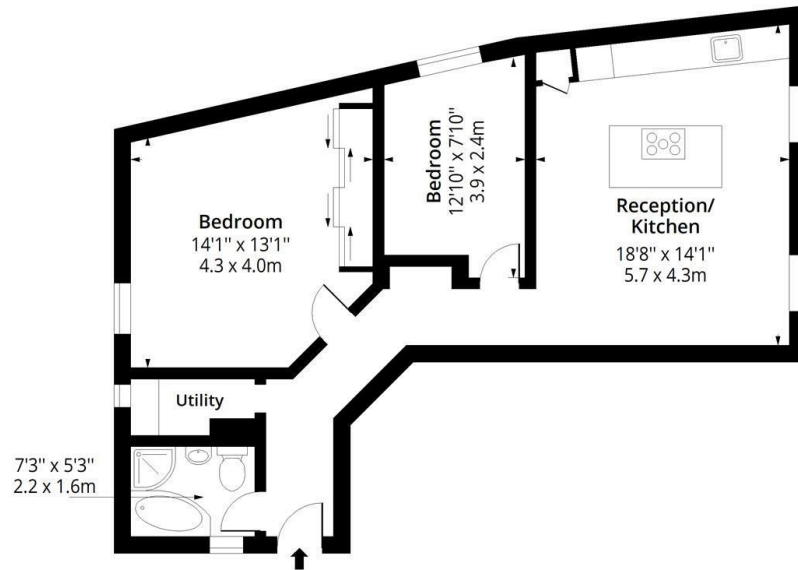 Bedroom
14'1" x 13'1"
4.3 x 4.0m
Bedroom
12'10" x 7'10"
3.9 x 2.4m
Reception/
Kitchen
18'8" x 14'1"
5.7 x 4.3m
Utility
7'3" x 5'3"
2.2 x 1.6m